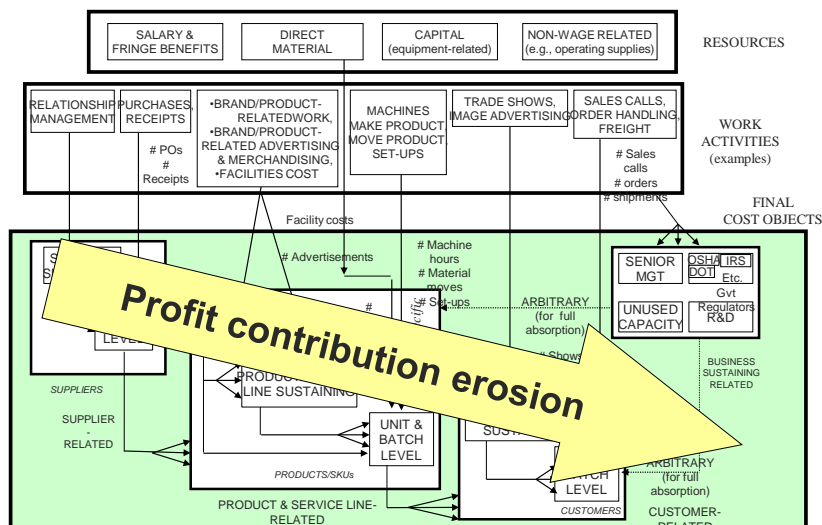 SALARY &
FRINGE BENEFITS
DIRECT
MATERIAL
CAPITAL
(equipment-related)
NON-WAGE RELATED
(e.g., operating supplies)
RESOURCES
RELATIONSHIP
MANAGEMENT
PURCHASES,
RECEIPTS
•BRAND/PRODUCT-
RELATEDWORK,
•BRAND/PRODUCT-
RELATED ADVERTISING
& MERCHANDISING,
•FACILITIES COST
MACHINES
MAKE PRODUCT,
MOVE PRODUCT,
SET-UPS
TRADE SHOWS,
IMAGE ADVERTISING
SALES CALLS,
ORDER HANDLING,
FREIGHT
WORK
ACTIVITIES
(examples)
# POs
#
Receipts
# Sales
calls
# orders
# shipments
FINAL
COST OBJECTS
Facility costs
# Advertisements
# Machine
hours
# Material
moves
# Set-ups
SENIOR
MGT
OSHA
IRS
DOT
Etc.
Gvt
Regulators
UNUSED
CAPACITY
R&D
ARBITRARY
(for full
absorption)
#
# Shows
Profit contribution erosion
LEVEL
BUSINESS
SUSTAINING
RELATED
SUPPLIERS
SUPPLIER
-
RELATED
LINE SUSTAINING
UNIT &
BATCH
LEVEL
PRODUCTS/SKUs
LEVEL
CUSTOMERS
ARBITRARY
(for full
absorption)
PRODUCT & SERVICE LINE-
RELATED
CUSTOMER-
RELATED